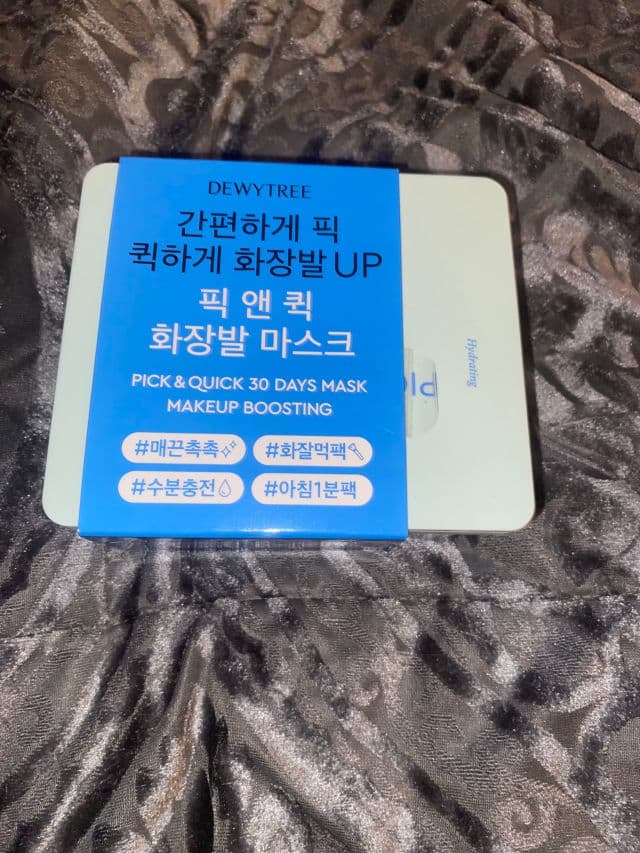 DEWYTREE
간편하게 픽
퀵하게 화장발 UP
픽 앤 퀵
화장발 마스크
PICK & QUICK 30 DAYS MASK
MAKEUP BOOSTING
#매끈촉촉
#화잘먹팩
#수분충전
#아침1분팩
Hydrating